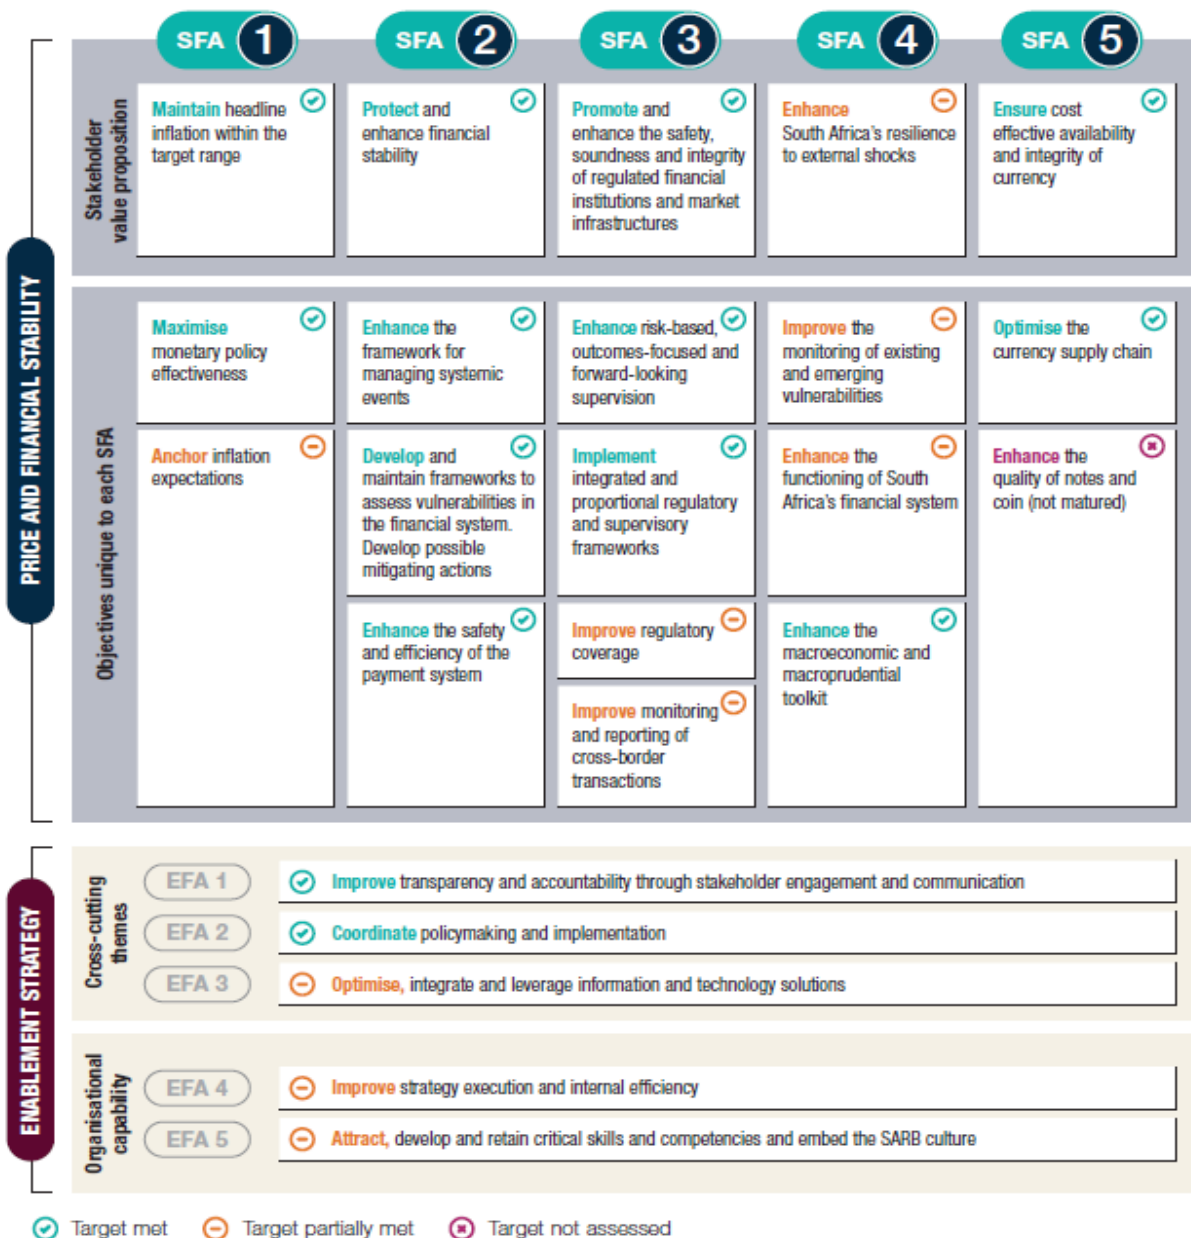 SFA 1
SFA 2
SFA 3
SFA 4
SFA 5
PRICE AND FINANCIAL STABILITY
Stakeholder
value proposition
Maintain headline
inflation within the
target range
Protect and
enhance financial
stability
Promote and
enhance the safety,
soundness and integrity
of regulated financial
institutions and market
infrastructures
Enhance
South Africa's resilience
to external shocks
Ensure cost
effective availability
and integrity of
currency
Objectives unique to each SFA
Maximise
monetary policy
effectiveness
Anchor inflation
expectations
Enhance the
framework for
managing systemic
events
Develop and
maintain frameworks to
assess vulnerabilities in
the financial system.
Develop possible
mitigating actions
Enhance the safety
and efficiency of the
payment system
Enhance risk-based,
outcomes-focused and
forward-looking
supervision
Implement
integrated and
proportional regulatory
and supervisory
frameworks
Improve regulatory
coverage
Improve monitoring
and reporting of
cross-border
transactions
Improve the
monitoring of existing
and emerging
vulnerabilities
Enhance the
functioning of South
Africa's financial system
Enhance the
macroeconomic and
macroprudential
toolkit
Optimise the
currency supply chain
Enhance the
quality of notes and
coin (not matured)
ENABLEMENT STRATEGY
Cross-cutting
themes
EFA 1
Improve transparency and accountability through stakeholder engagement and communication
EFA 2
Coordinate policymaking and implementation
EFA 3
Optimise, integrate and leverage information and technology solutions
Organisational
capability
EFA 4
Improve strategy execution and internal efficiency
EFA 5
Attract, develop and retain critical skills and competencies and embed the SARB culture
Target met
Target partially met
Target not assessed